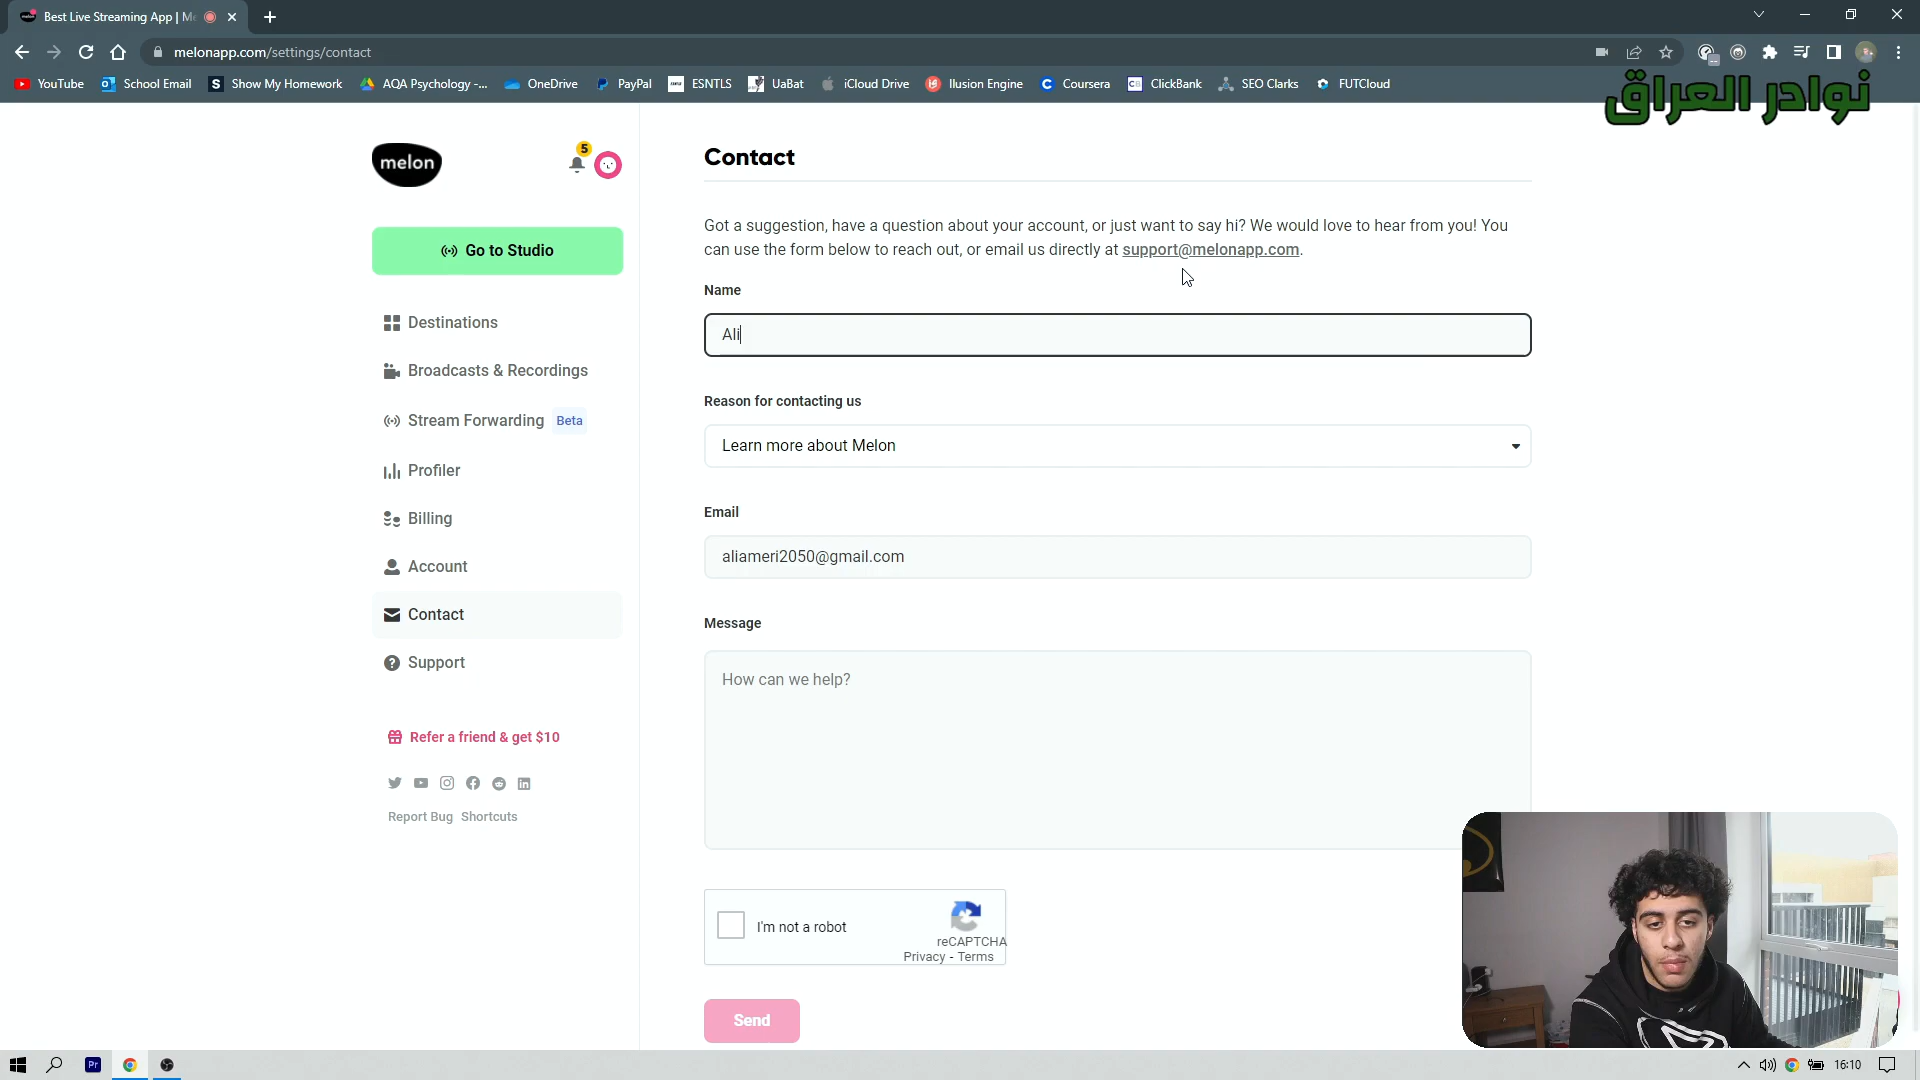 Best Live Streaming App | M
melonapp.com/settings/contact
YouTube
School Email
S Show My Homework
AQA Psychology -...
OneDrive
PayPal
ESNTLS
UaBat
iCloud Drive
Ilusion Engine
Coursera
ClickBank
SEO Clarks
FUTCloud
نوادر العراق
melon
5
Go to Studio
Destinations
Broadcasts & Recordings
Stream Forwarding Beta
Profiler
Billing
Account
Contact
Support
Refer a friend & get $10
Report Bug Shortcuts
Contact
Got a suggestion, have a question about your account, or just want to say hi? We would love to hear from you! You
can use the form below to reach out, or email us directly at support@melonapp.com.
Name
Ali
Reason for contacting us
Learn more about Melon
Email
aliameri2050@gmail.com
Message
How can we help?
I'm not a robot
reCAPTCHA
Privacy - Terms
Send
Pr
16:10